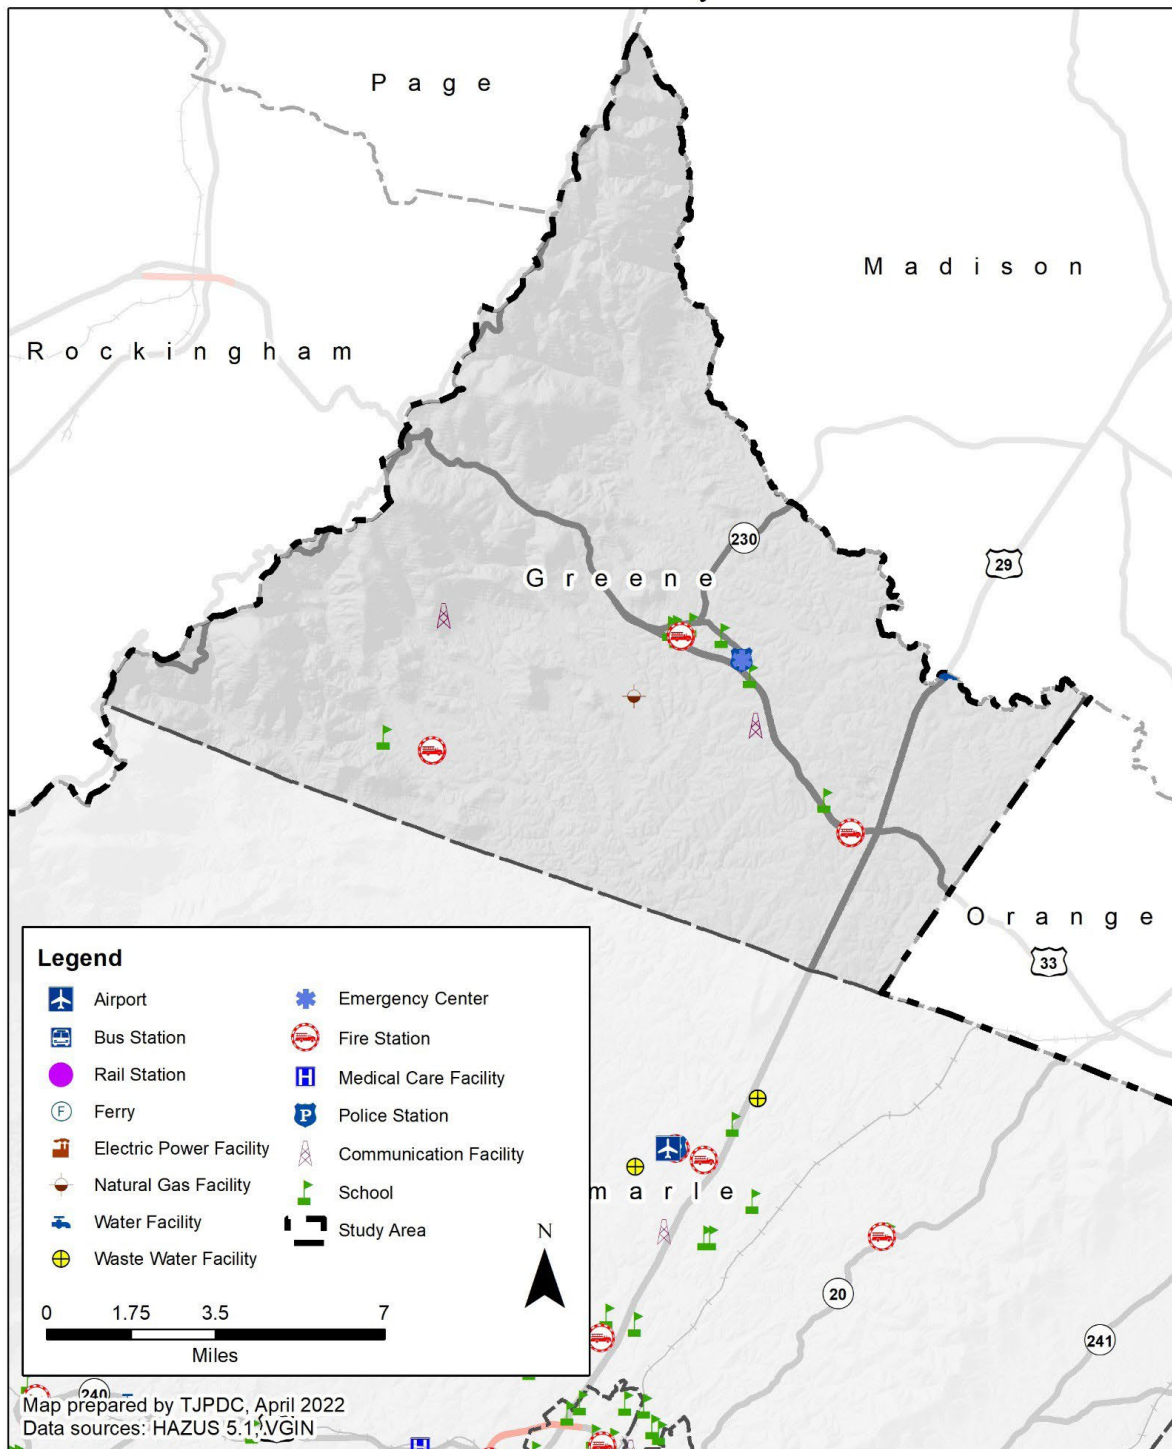 Page
Madison
Rockingham
230
29
Greene
Orange
33
Legend
Airport
Bus Station
Rail Station
F
Ferry
Electric Power Facility
Natural Gas Facility
Water Facility
Waste Water Facility
Emergency Center
Fire Station
H
Medical Care Facility
P
Police Station
Communication Facility
School
Study Area
N
0 1.75 3.5 7
Miles
marle
20
241
240
Map prepared by TJPDC, April 2022
Data sources: HAZUS 5.1, VGIN
H